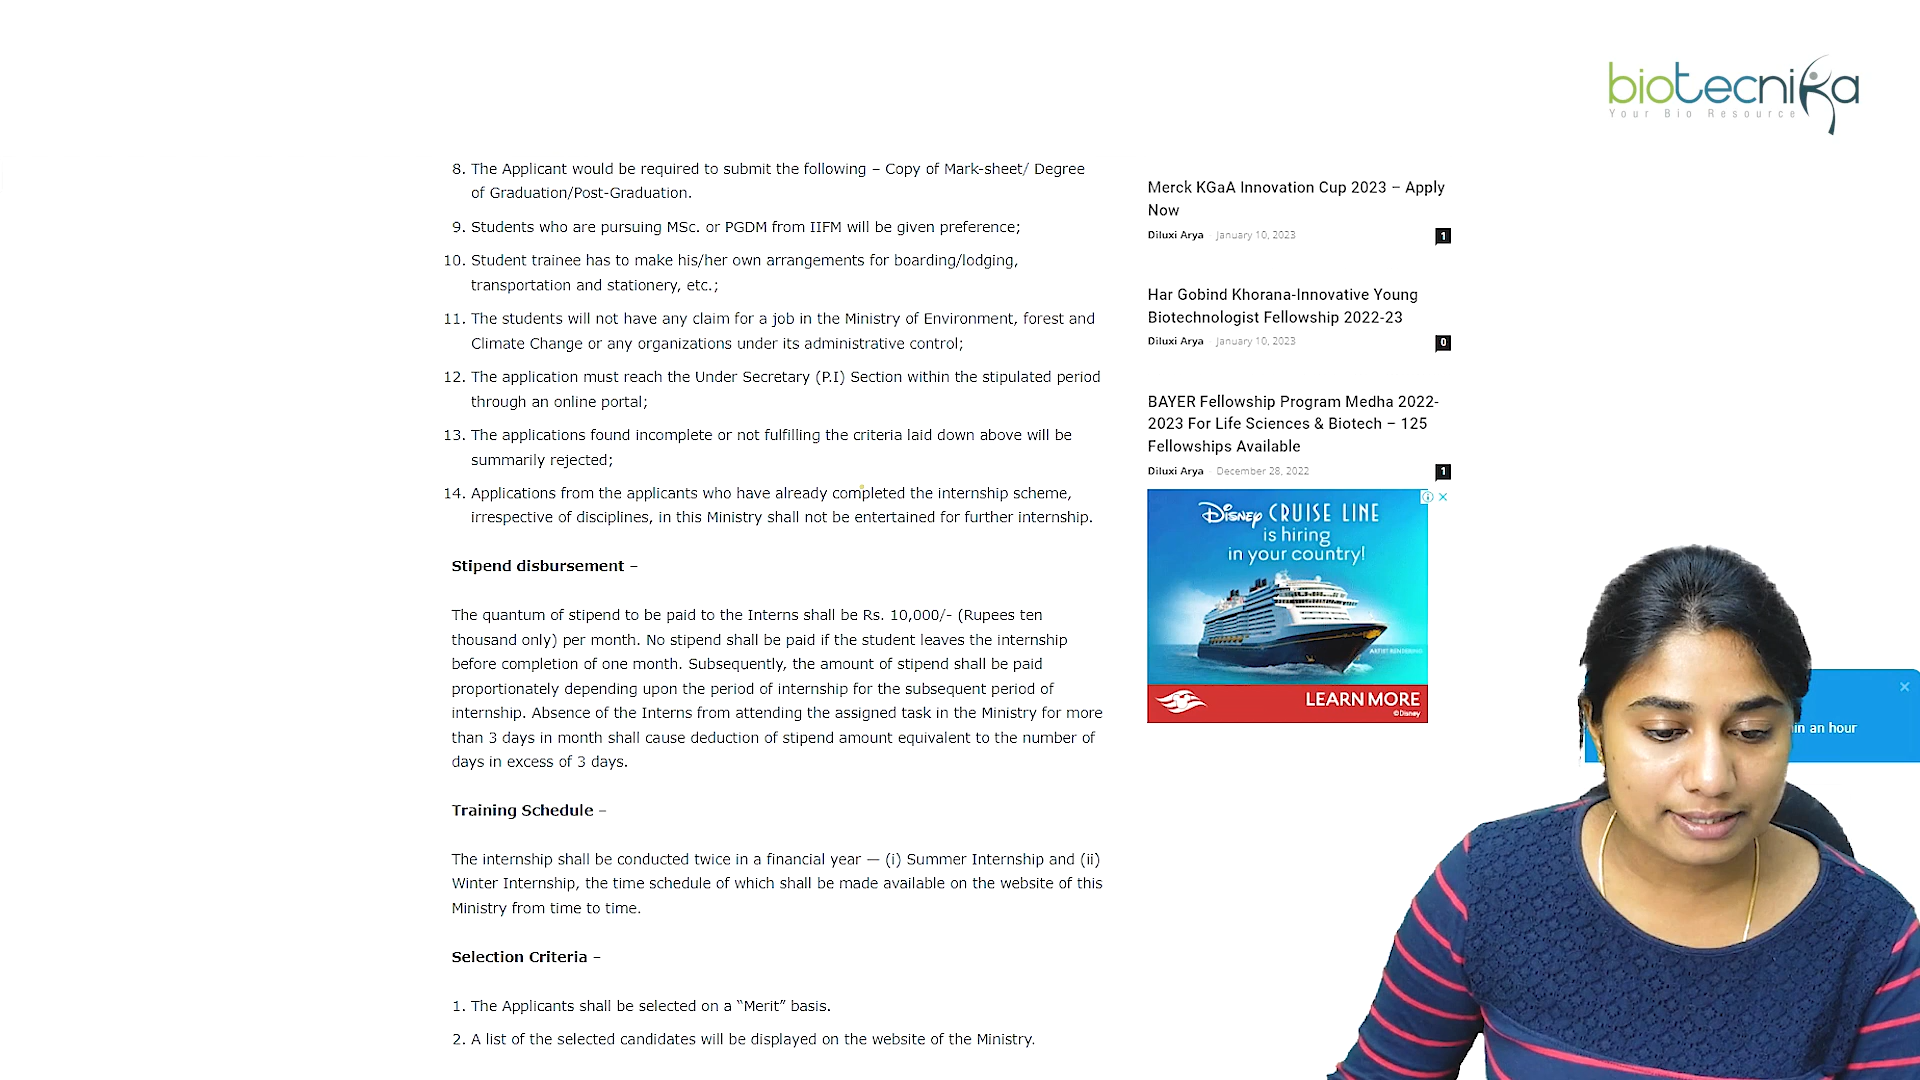 biotecnika
Your Bio Resource
8. The Applicant would be required to submit the following – Copy of Mark-sheet/ Degree
of Graduation/Post-Graduation.
9. Students who are pursuing MSc. or PGDM from IIFM will be given preference;
10. Student trainee has to make his/her own arrangements for boarding/lodging,
transportation and stationery, etc.;
11. The students will not have any claim for a job in the Ministry of Environment, forest and
Climate Change or any organizations under its administrative control;
12. The application must reach the Under Secretary (P.I) Section within the stipulated period
through an online portal;
13. The applications found incomplete or not fulfilling the criteria laid down above will be
summarily rejected;
14. Applications from the applicants who have already completed the internship scheme,
irrespective of disciplines, in this Ministry shall not be entertained for further internship.
Stipend disbursement –
The quantum of stipend to be paid to the Interns shall be Rs. 10,000/- (Rupees ten
thousand only) per month. No stipend shall be paid if the student leaves the internship
before completion of one month. Subsequently, the amount of stipend shall be paid
proportionately depending upon the period of internship for the subsequent period of
internship. Absence of the Interns from attending the assigned task in the Ministry for more
than 3 days in month shall cause deduction of stipend amount equivalent to the number of
days in excess of 3 days.
Training Schedule –
The internship shall be conducted twice in a financial year — (i) Summer Internship and (ii)
Winter Internship, the time schedule of which shall be made available on the website of this
Ministry from time to time.
Selection Criteria –
1. The Applicants shall be selected on a “Merit” basis.
2. A list of the selected candidates will be displayed on the website of the Ministry.
Merck KGaA Innovation Cup 2023 – Apply
Now
Diluxi Arya - January 10, 2023 1
Har Gobind Khorana-Innovative Young
Biotechnologist Fellowship 2022-23
Diluxi Arya - January 10, 2023 0
BAYER Fellowship Program Medha 2022-
2023 For Life Sciences & Biotech – 125
Fellowships Available
Diluxi Arya - December 28, 2022 1
Disney CRUISE LINE
is hiring
in your country!
ARTIST RENDERING
LEARN MORE
©Disney
in an hour